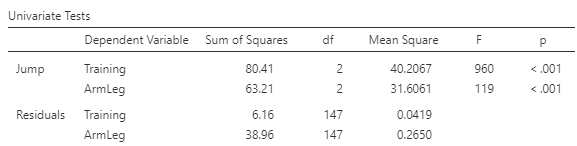 Univariate Tests
Dependent Variable Sum of Squares df Mean Square F p
Jump Training 80.41 2 40.2067 960 < .001
ArmLeg 63.21 2 31.6061 119 < .001
Residuals Training 6.16 147 0.0419
ArmLeg 38.96 147 0.2650